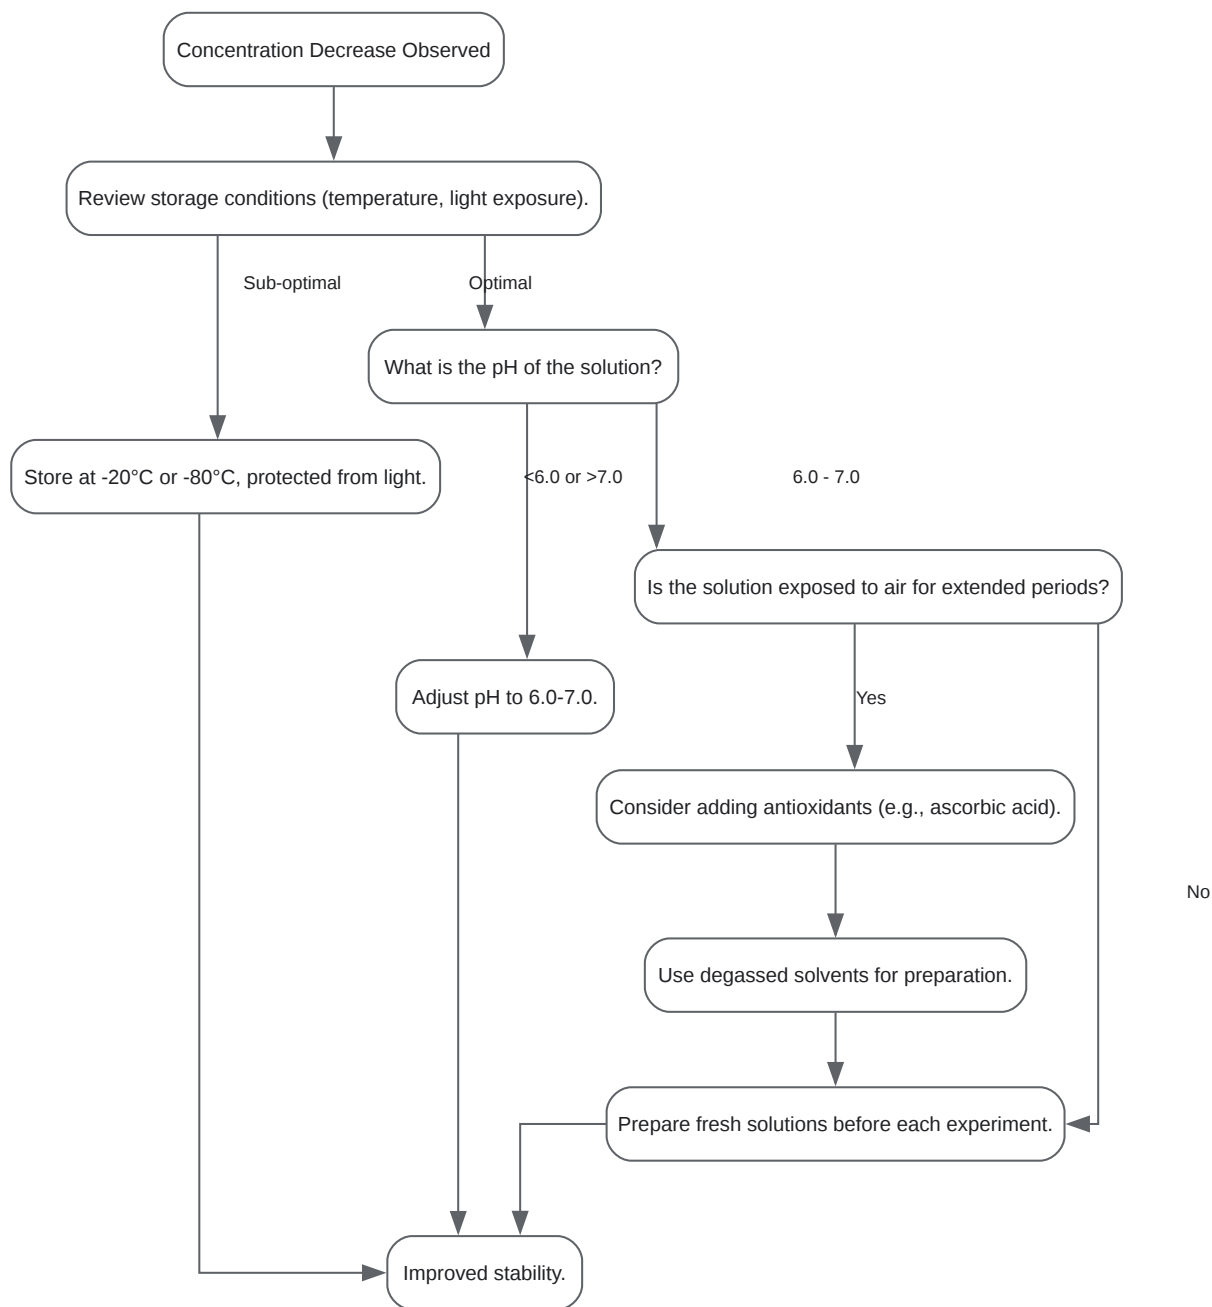 Concentration Decrease Observed
Review storage conditions (temperature, light exposure).
Sub-optimal
Optimal
What is the pH of the solution?
Store at -20°C or -80°C, protected from light.
<6.0 or >7.0
6.0 - 7.0
Is the solution exposed to air for extended periods?
Adjust pH to 6.0-7.0.
Yes
Consider adding antioxidants (e.g., ascorbic acid).
No
Use degassed solvents for preparation.
Prepare fresh solutions before each experiment.
Improved stability.